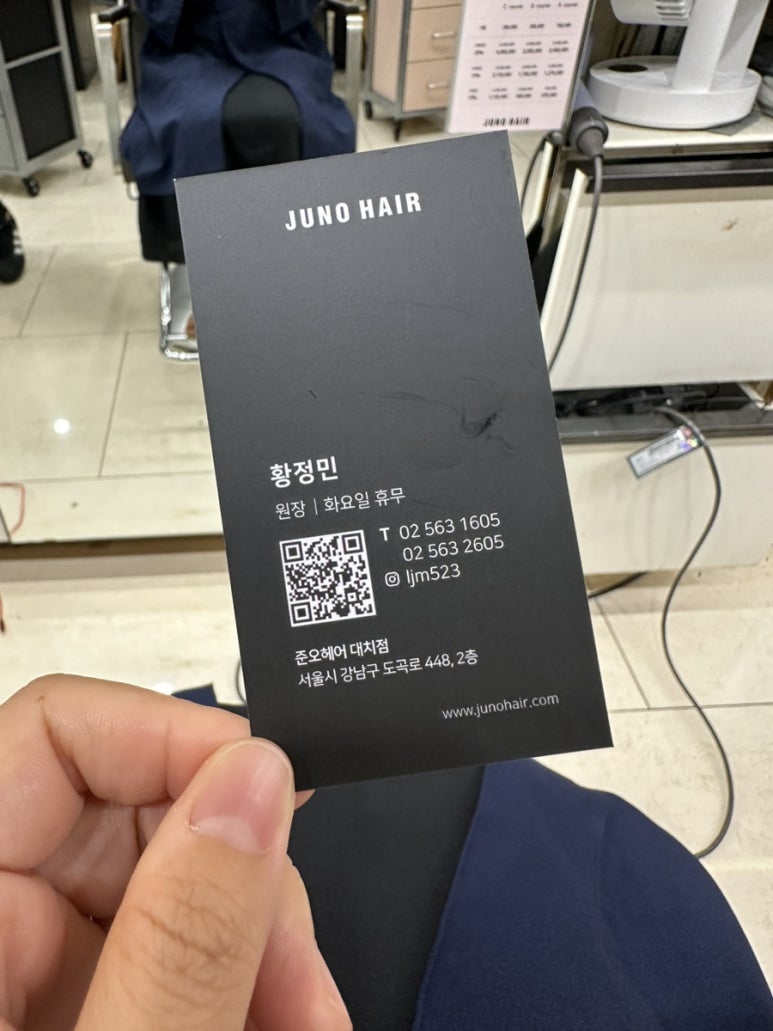 JUNO HAIR
JUNO HAIR
황정민
원장 | 화요일 휴무
T 02 563 1605
02 563 2605
ljm523
준오헤어 대치점
서울시 강남구 도곡로 448, 2층
www.junohair.com